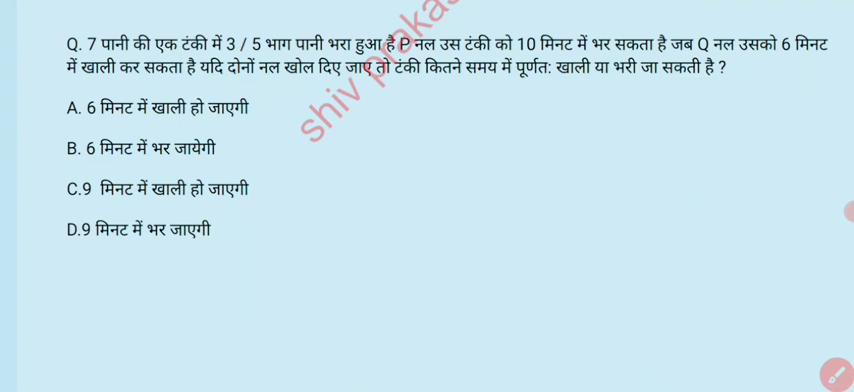 Q. 7 पानी की एक टंकी में 3 / 5 भाग पानी भरा हुआ है P नल उस टंकी को 10 मिनट में भर सकता है जब Q नल उसको 6 मिनट
में खाली कर सकता है यदि दोनों नल खोल दिए जाएं तो टंकी कितने समय में पूर्णत: खाली या भरी जा सकती है ?
A. 6 मिनट में खाली हो जाएगी
B. 6 मिनट में भर जायेगी
C.9 मिनट में खाली हो जाएगी
D.9 मिनट में भर जाएगी
shiv